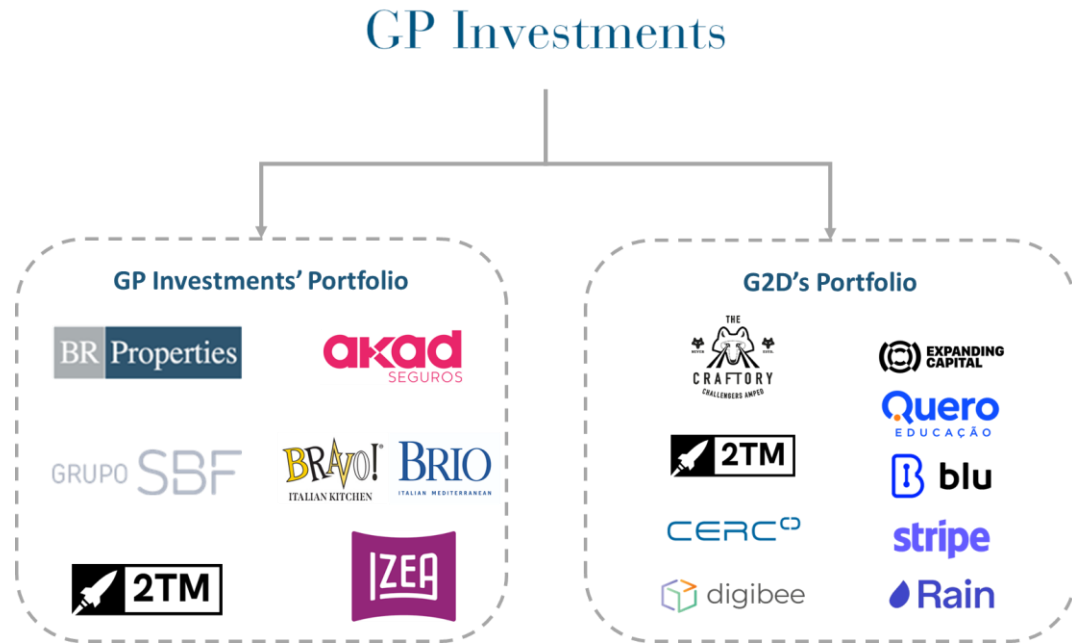 GP Investments
GP Investments’ Portfolio
BR Properties
akad
SEGUROS
GRUPO SBF
BRAVO!®
ITALIAN KITCHEN
BRIO
ITALIAN MEDITERRANEAN
2TM
IZEA
G2D’s Portfolio
THE
CRAFTORY
CHALLENGERS AMPED
EXPANDING
CAPITAL
Quero
EDUCAÇÃO
2TM
blu
CERC
stripe
digibee
Rain